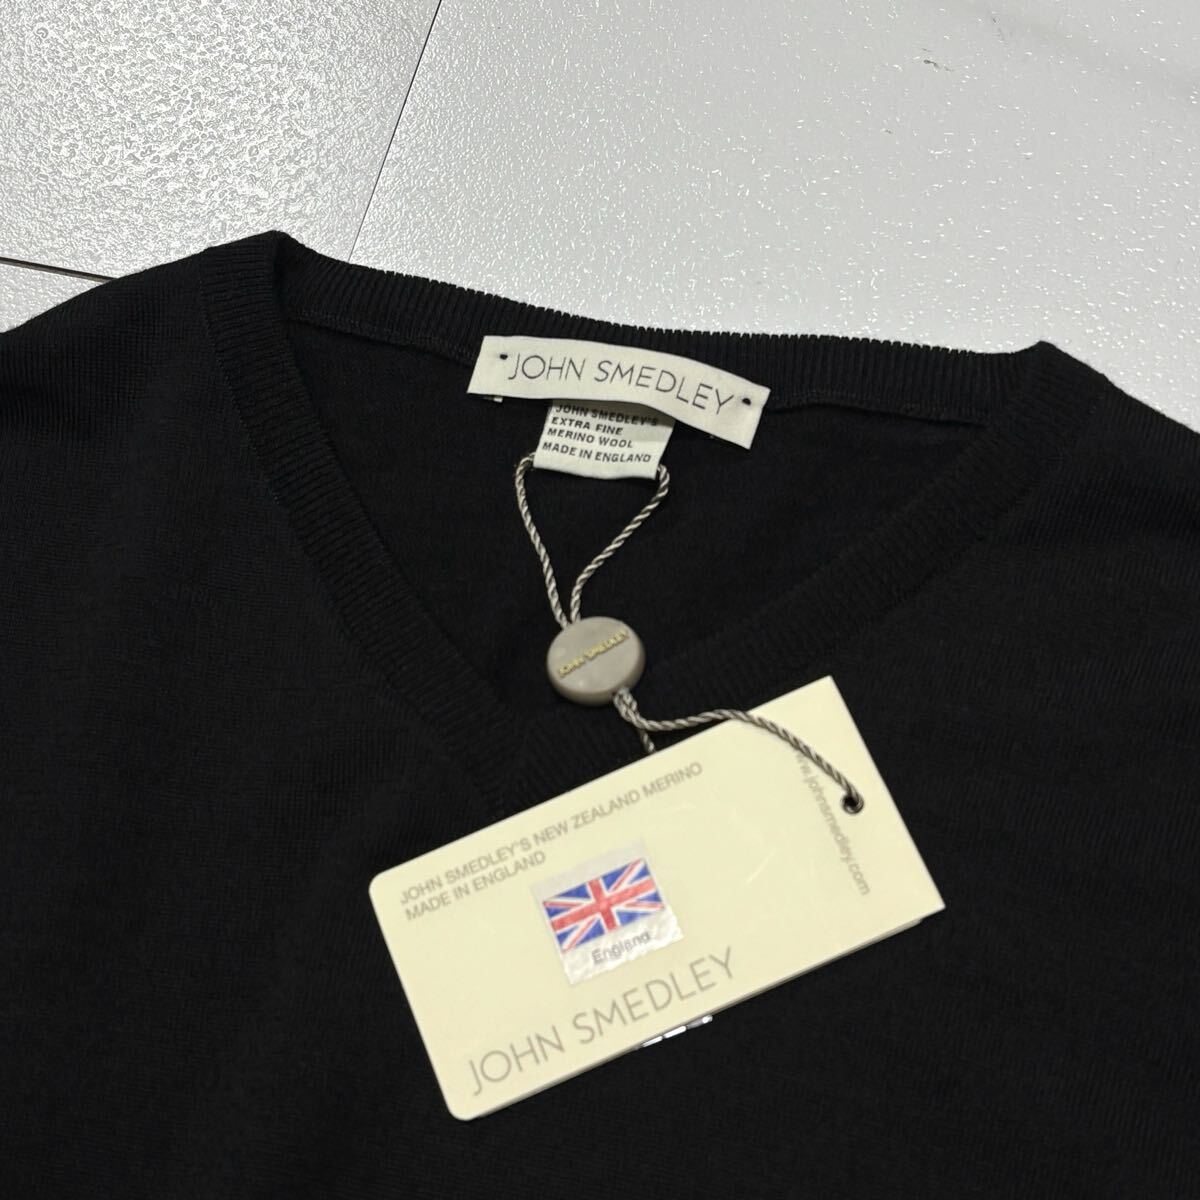 JOHN SMEDLEY
JOHN SMEDLEY'S
EXTRA FINE
MERINO WOOL
MADE IN ENGLAND
JOHN SMEDLEY
JOHN SMEDLEY'S NEW ZEALAND MERINO
MADE IN ENGLAND
www.johnsmedley.com
England
JOHN SMEDLEY